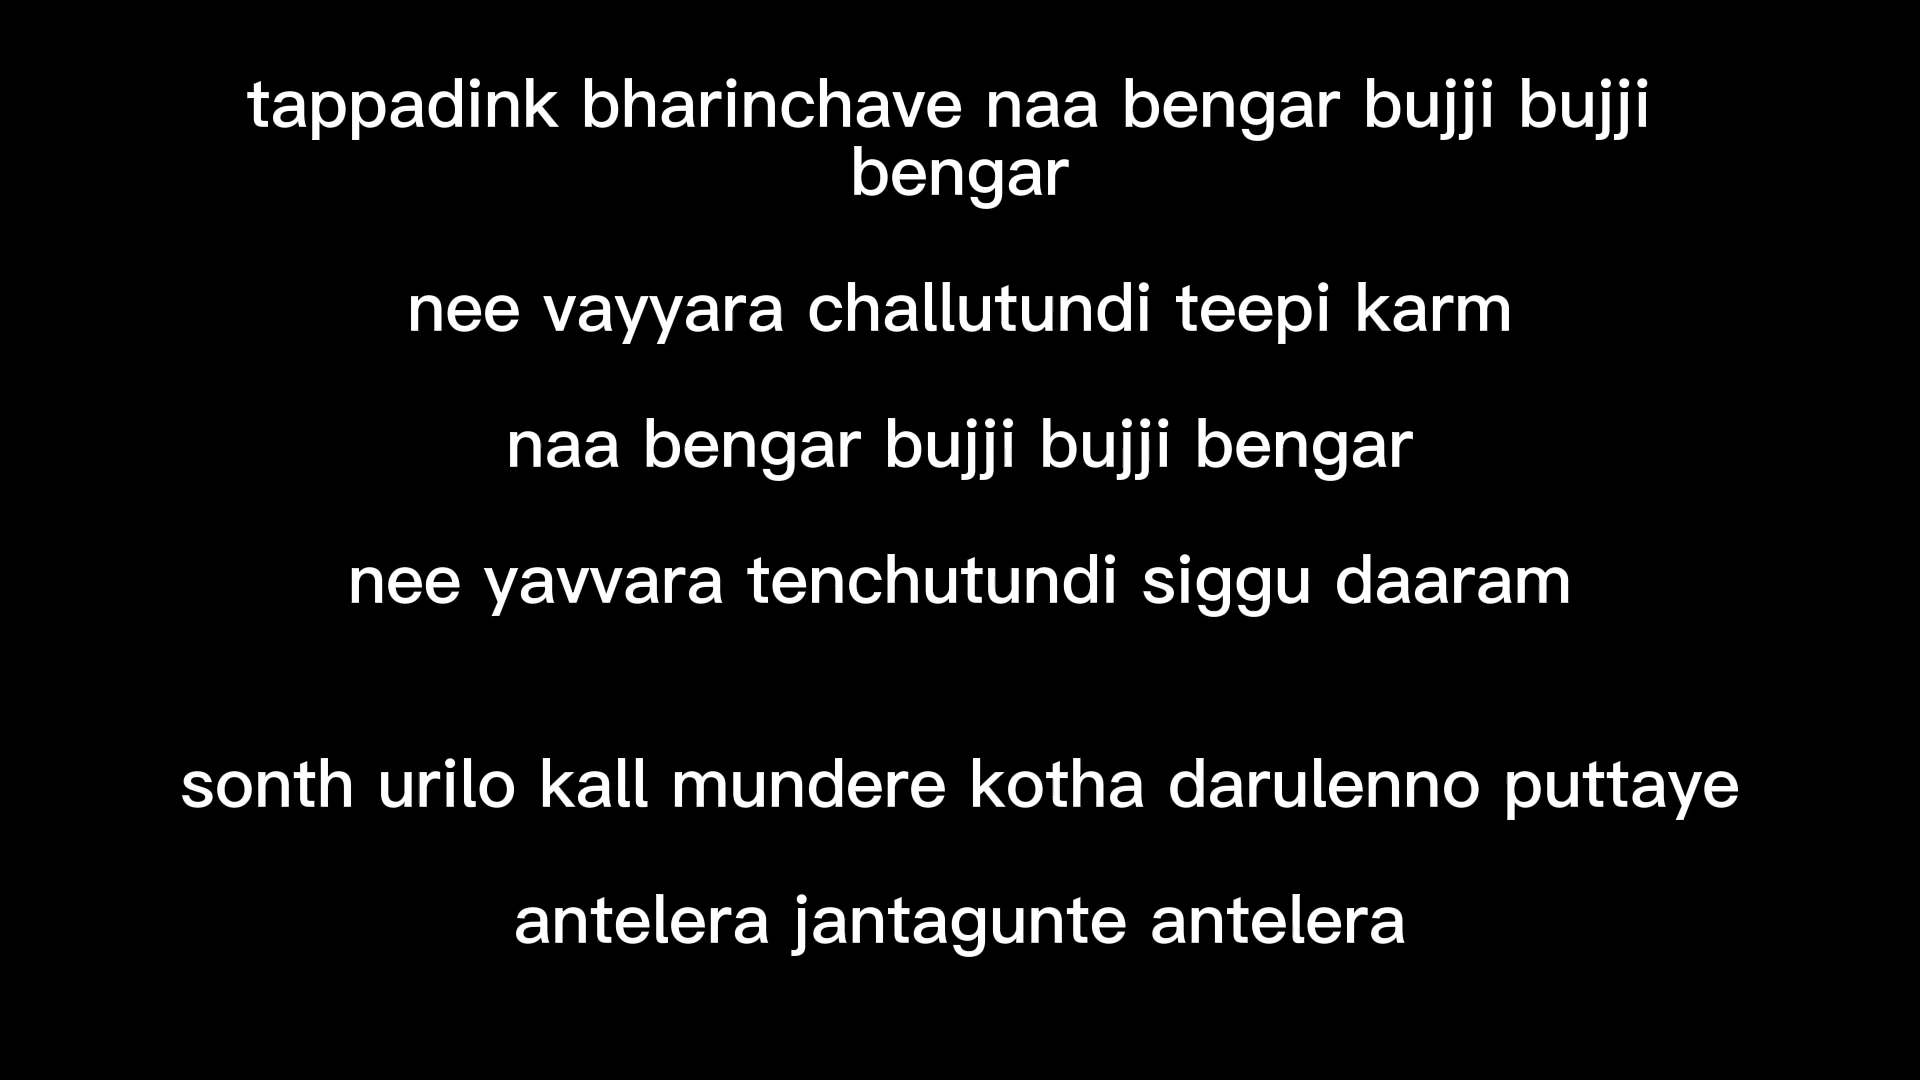 tappadink bharinchave naa bengar bujji bujji
bengar
nee vayyara challutundi teepi karm
naa bengar bujji bujji bengar
nee yavvara tenchutundi siggu daaram
sonth urilo kall mundere kotha darulenno puttaye
antelera jantagunte antelera